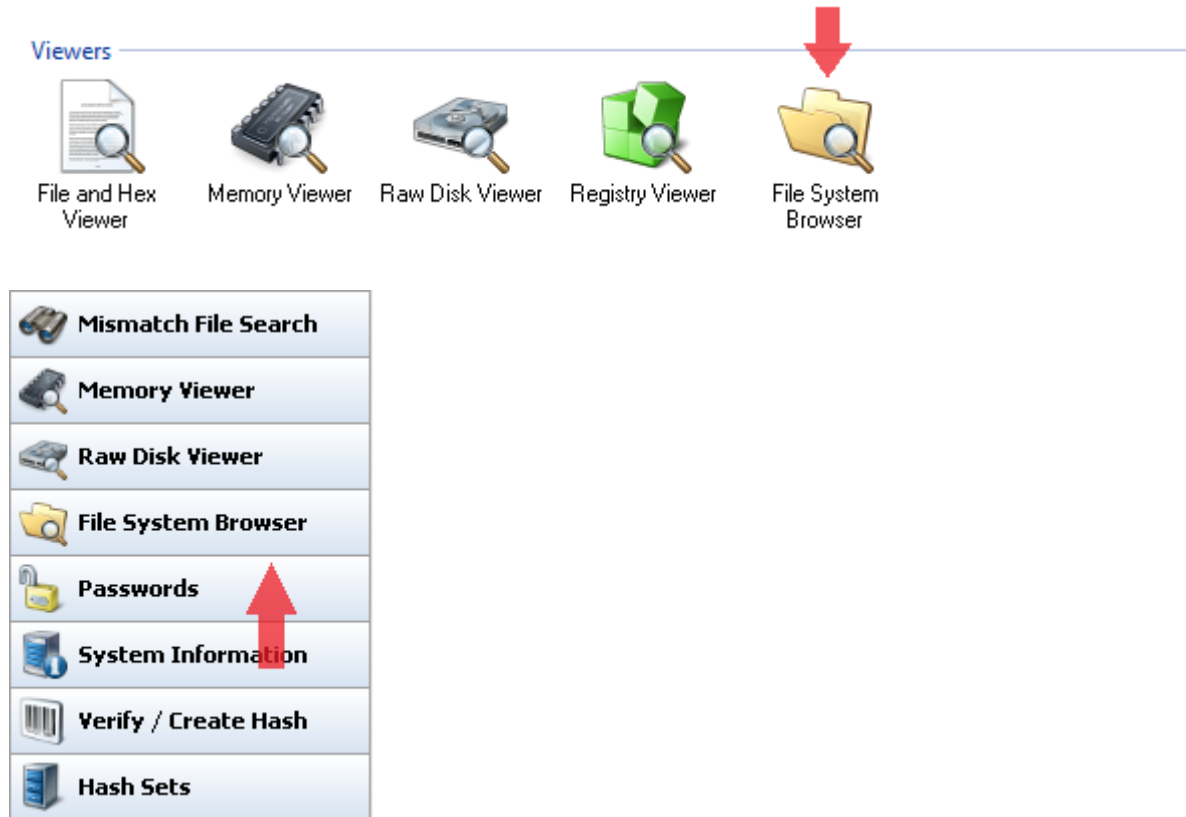 Viewers
File and Hex
Viewer
Memory Viewer
Raw Disk Viewer
Registry Viewer
File System
Browser
Mismatch File Search
Memory Viewer
Raw Disk Viewer
File System Browser
Passwords
System Information
Verify / Create Hash
Hash Sets